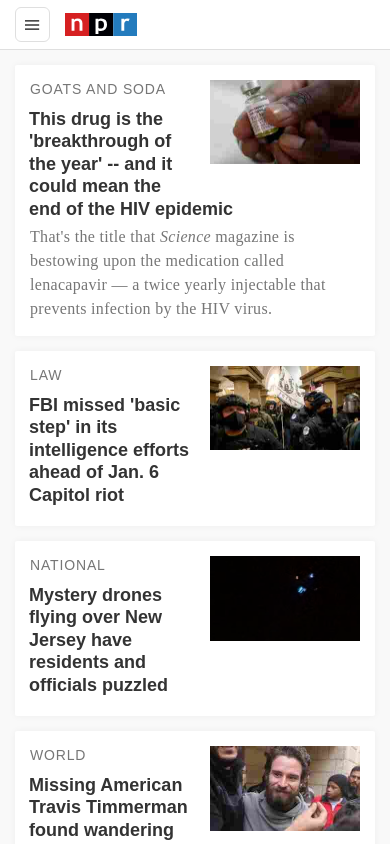 npr
GOATS AND SODA
This drug is the
'breakthrough of
the year' -- and it
could mean the
end of the HIV epidemic
That's the title that Science magazine is
bestowing upon the medication called
lenacapavir — a twice yearly injectable that
prevents infection by the HIV virus.
LAW
FBI missed 'basic
step' in its
intelligence efforts
ahead of Jan. 6
Capitol riot
NATIONAL
Mystery drones
flying over New
Jersey have
residents and
officials puzzled
WORLD
Missing American
Travis Timmerman
found wandering